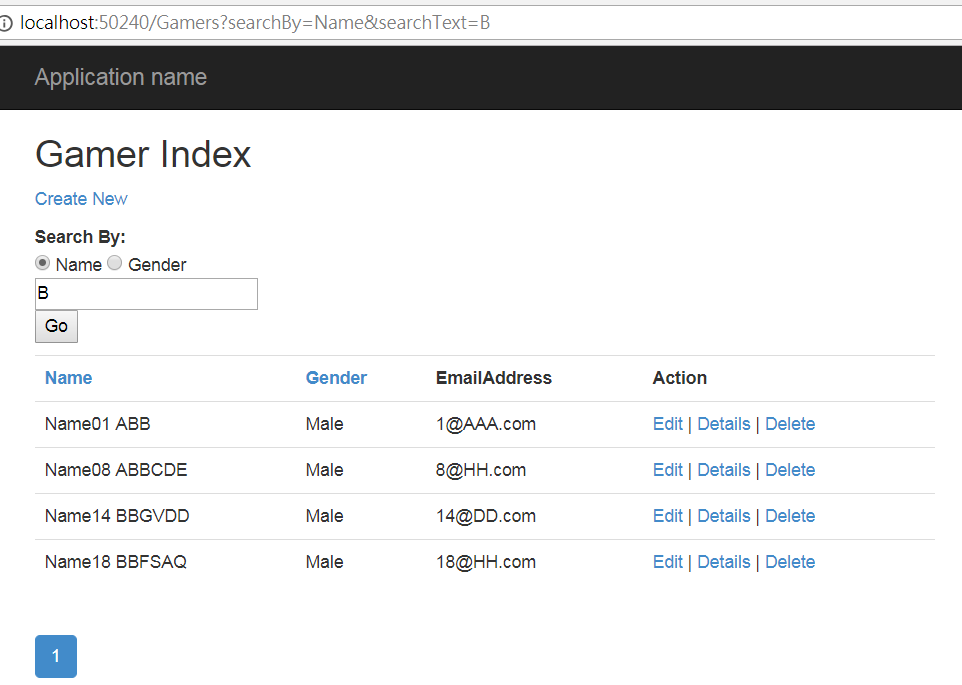 localhost:50240/Gamers?searchBy=Name&searchText=B
Application name
Gamer Index
Create New
Search By:
Name Gender
B
Go
Name Gender EmailAddress Action
Name01 ABB Male 1@AAA.com Edit | Details | Delete
Name08 ABBCDE Male 8@HH.com Edit | Details | Delete
Name14 BBGVDD Male 14@DD.com Edit | Details | Delete
Name18 BBFSAQ Male 18@HH.com Edit | Details | Delete
1